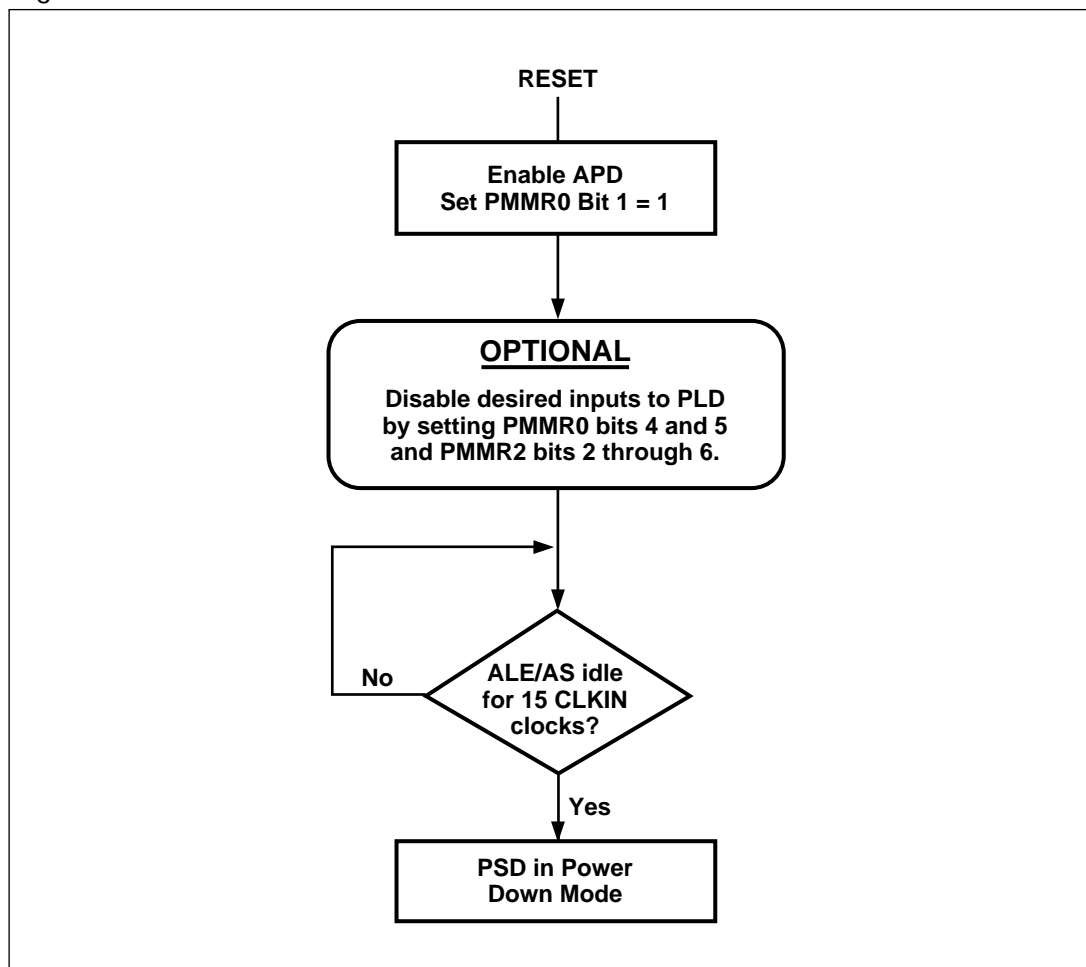 RESET
Enable APD
Set PMMR0 Bit 1 = 1
OPTIONAL
Disable desired inputs to PLD
by setting PMMR0 bits 4 and 5
and PMMR2 bits 2 through 6.
No
ALE/AS idle
for 15 CLKIN
clocks?
Yes
PSD in Power
Down Mode